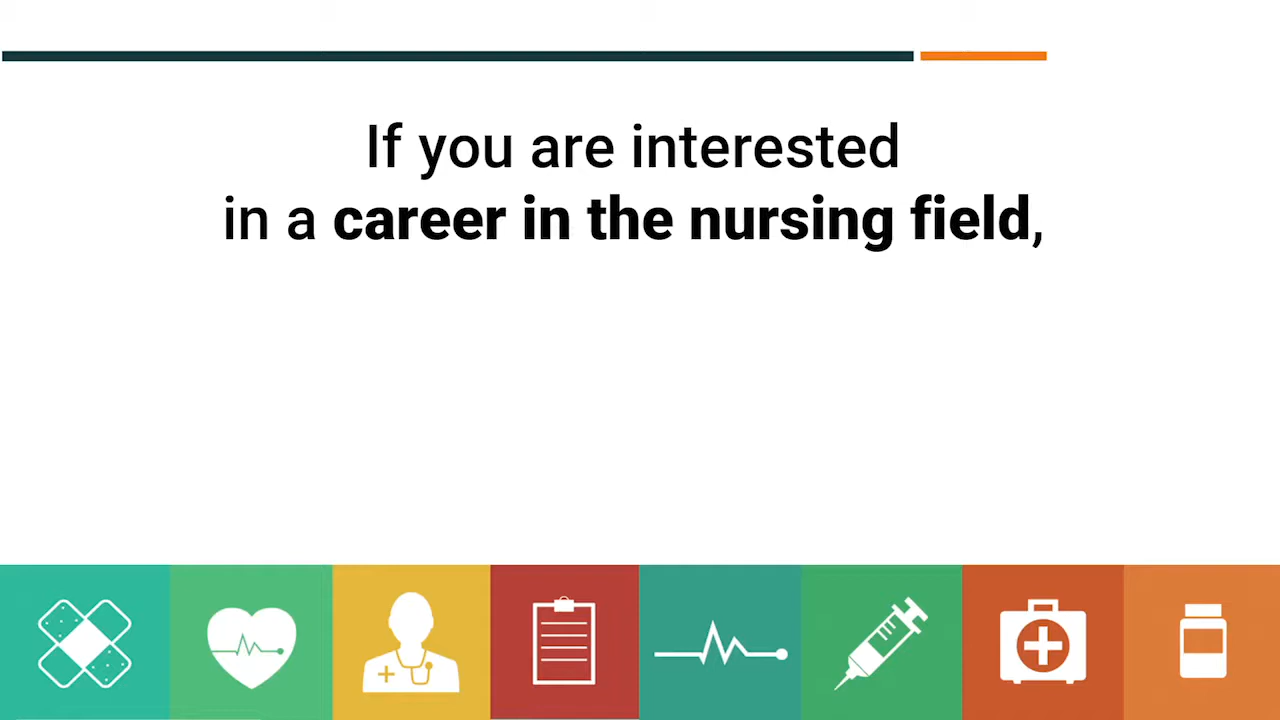 If you are interested
in a career in the nursing field,